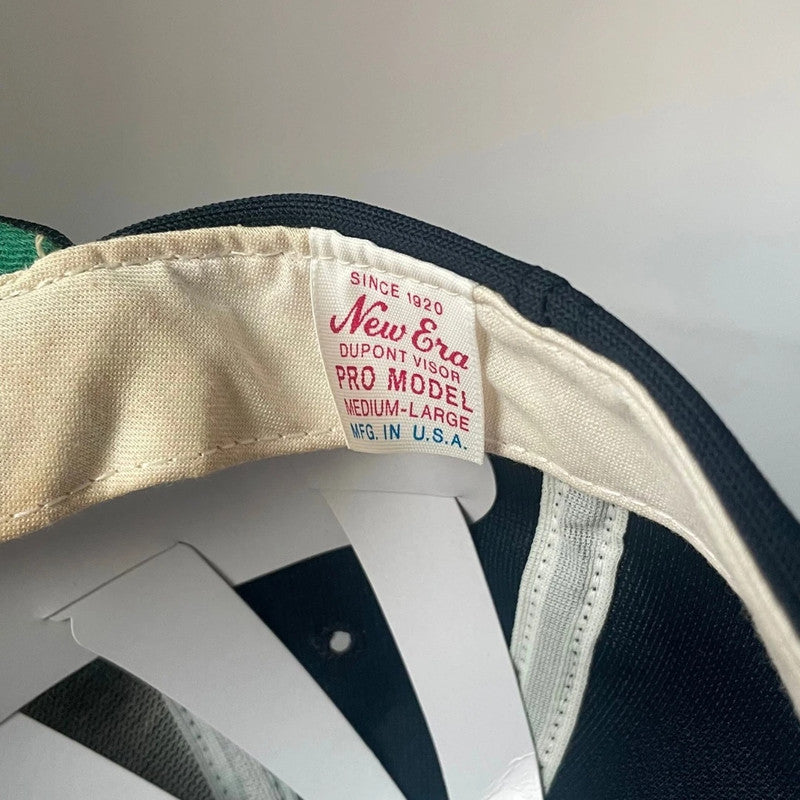 SINCE 1920
New Era
DUPONT VISOR
PRO MODEL
MEDIUM-LARGE
MFG. IN U.S.A.